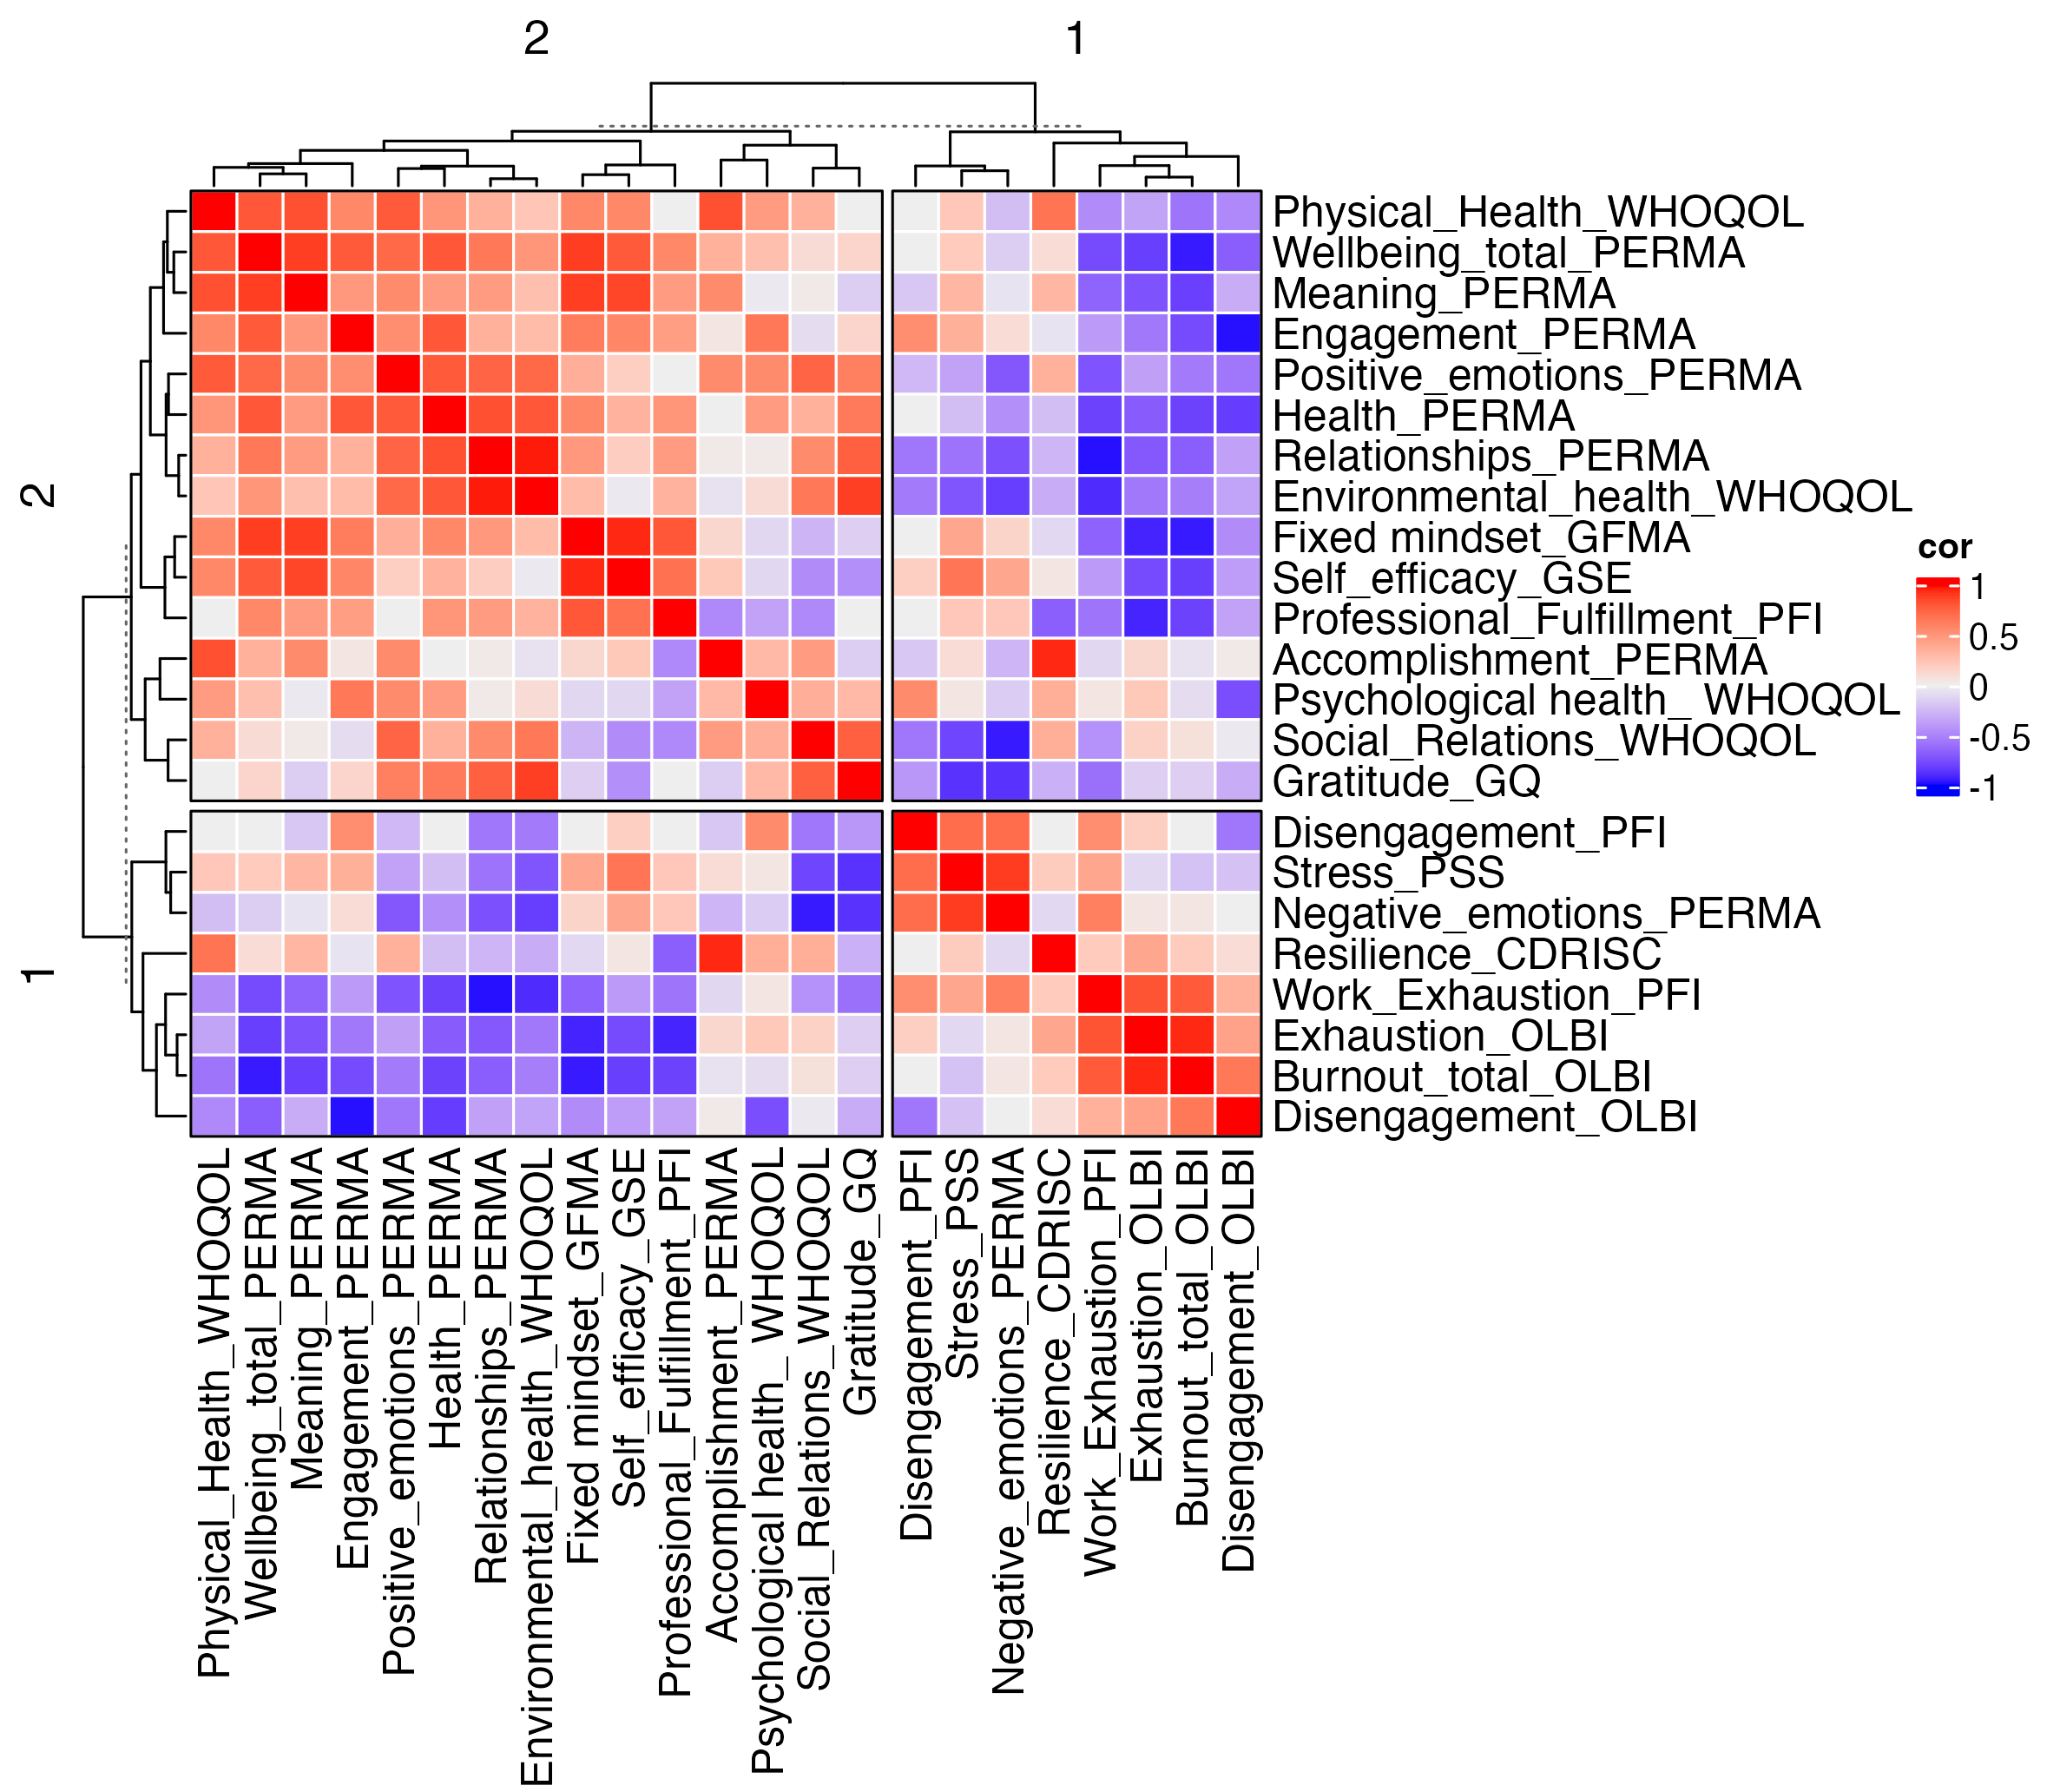 2
1
2
1
Physical_Health_WHOQOL
Wellbeing_total_PERMA
Meaning_PERMA
Engagement_PERMA
Positive_emotions_PERMA
Health_PERMA
Relationships_PERMA
Environmental_health_WHOQOL
Fixed mindset_GFMA
Self_efficacy_GSE
Professional_Fulfillment_PFI
Accomplishment_PERMA
Psychological health_ WHOQOL
Social_Relations_WHOQOL
Gratitude_GQ
Disengagement_PFI
Stress_PSS
Negative_emotions_PERMA
Resilience_CDRISC
Work_Exhaustion_PFI
Exhaustion_OLBI
Burnout_total_OLBI
Disengagement_OLBI
cor
1
0.5
0
-0.5
-1
Physical_Health_WHOQOL
Wellbeing_total_PERMA
Meaning_PERMA
Engagement_PERMA
Positive_emotions_PERMA
Health_PERMA
Relationships_PERMA
Environmental_health_WHOQOL
Fixed mindset_GFMA
Self_efficacy_GSE
Professional_Fulfillment_PFI
Accomplishment_PERMA
Psychological health_ WHOQOL
Social_Relations_WHOQOL
Gratitude_GQ
Disengagement_PFI
Stress_PSS
Negative_emotions_PERMA
Resilience_CDRISC
Work_Exhaustion_PFI
Exhaustion_OLBI
Burnout_total_OLBI
Disengagement_OLBI